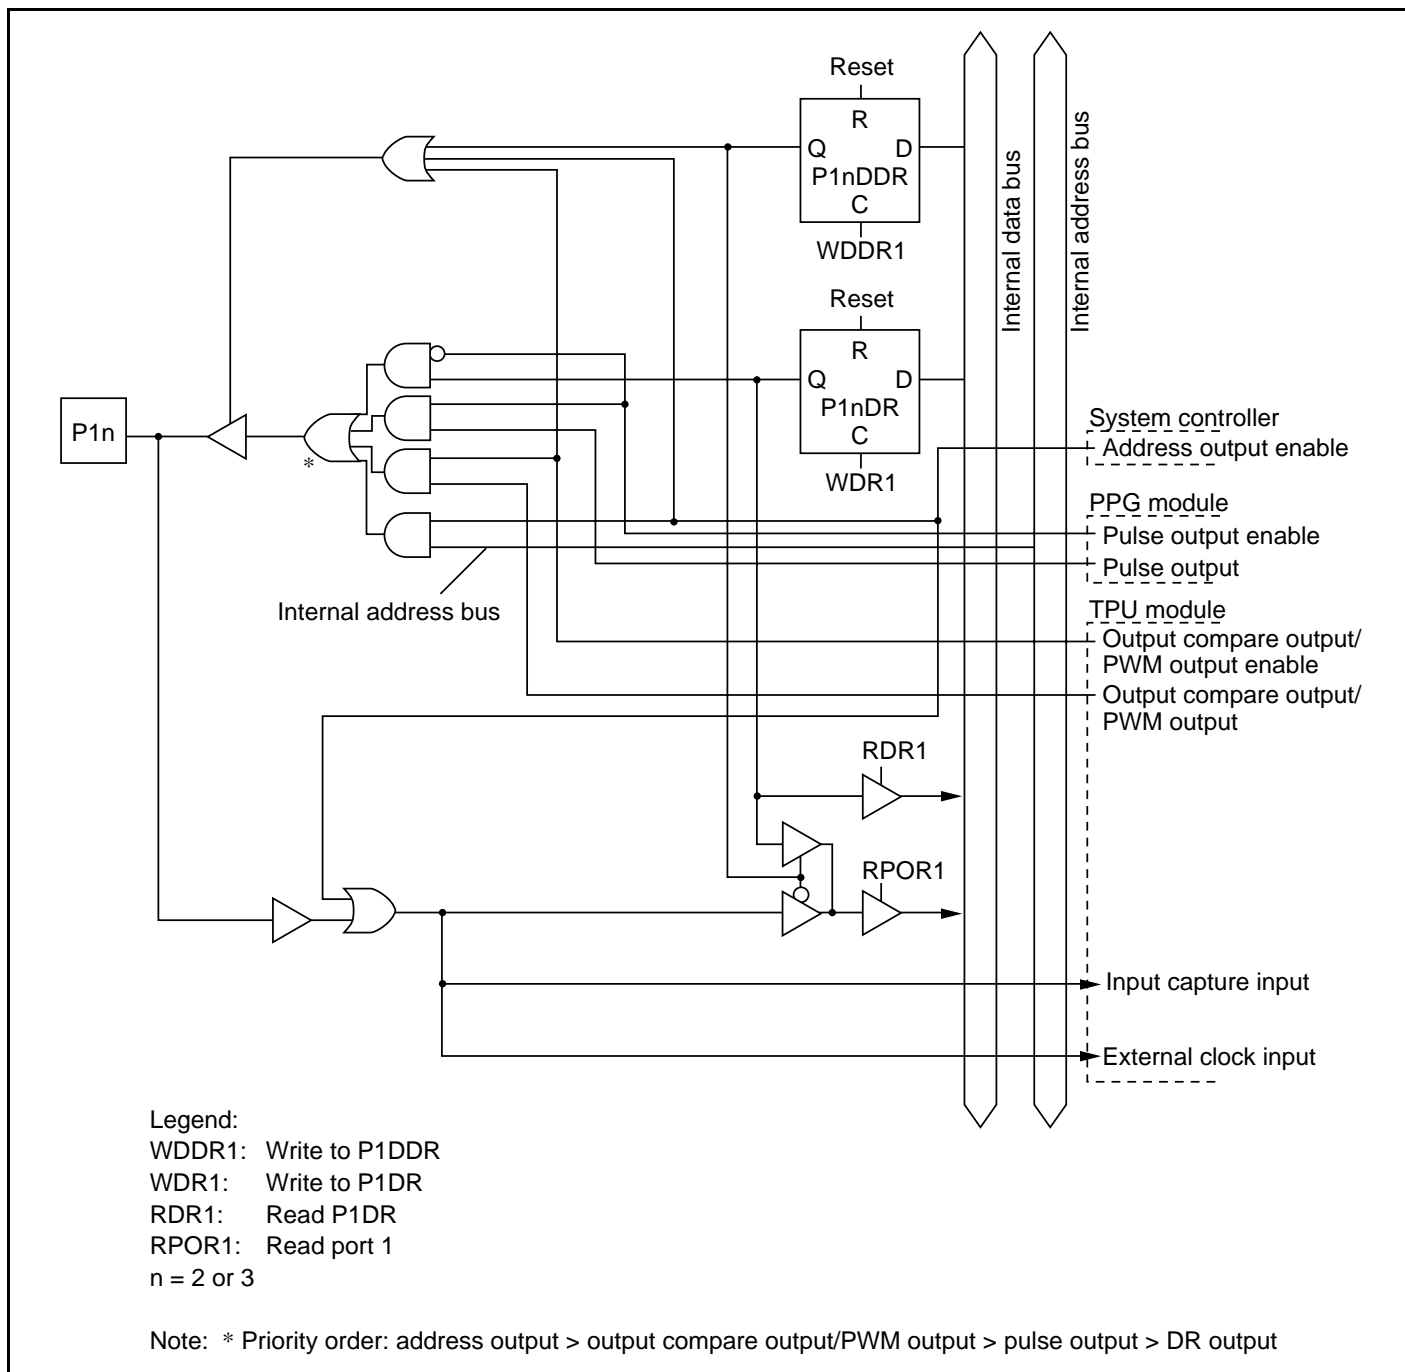 Reset
R
Q
D
P1nDDR
C
WDDR1
Internal data bus
Internal address bus
Reset
R
Q
D
P1nDR
C
WDR1
P1n
*
System controller
Address output enable
PPG module
Pulse output enable
Pulse output
Internal address bus
TPU module
Output compare output/
PWM output enable
Output compare output/
PWM output
RDR1
RPOR1
Input capture input
External clock input
Legend:
WDDR1: Write to P1DDR
WDR1: Write to P1DR
RDR1: Read P1DR
RPOR1: Read port 1
n = 2 or 3
Note: * Priority order: address output > output compare output/PWM output > pulse output > DR output